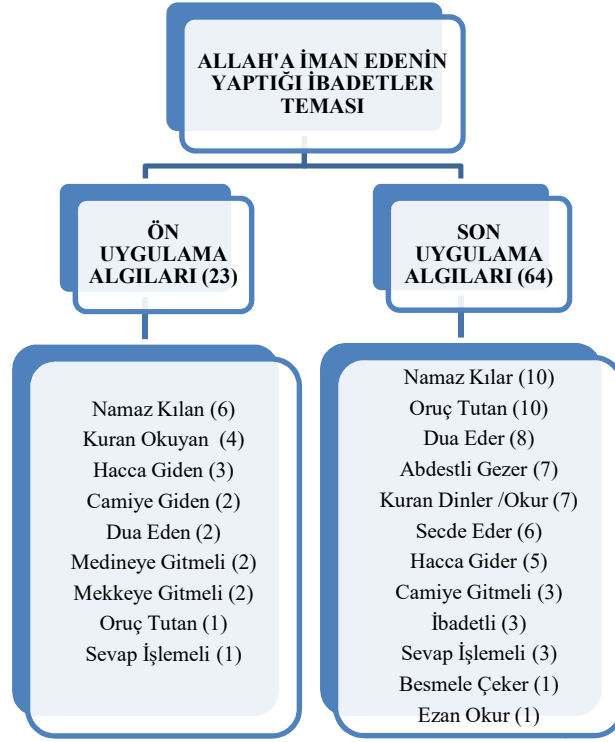 ALLAH'A İMAN EDENİN
YAPTIĞI İBADETLER
TEMASI
ÖN
UYGULAMA
ALGILARI (23)
Namaz Kılan (6)
Kuran Okuyan (4)
Hacca Giden (3)
Camiye Giden (2)
Dua Eden (2)
Medineye Gitmeli (2)
Mekkeye Gitmeli (2)
Oruç Tutan (1)
Sevap İşlemeli (1)
SON
UYGULAMA
ALGILARI (64)
Namaz Kılar (10)
Oruç Tutan (10)
Dua Eder (8)
Abdestli Gezer (7)
Kuran Dinler /Okur (7)
Secde Eder (6)
Hacca Gider (5)
Camiye Gitmeli (3)
İbadetli (3)
Sevap İşlemeli (3)
Besmele Çeker (1)
Ezan Okur (1)